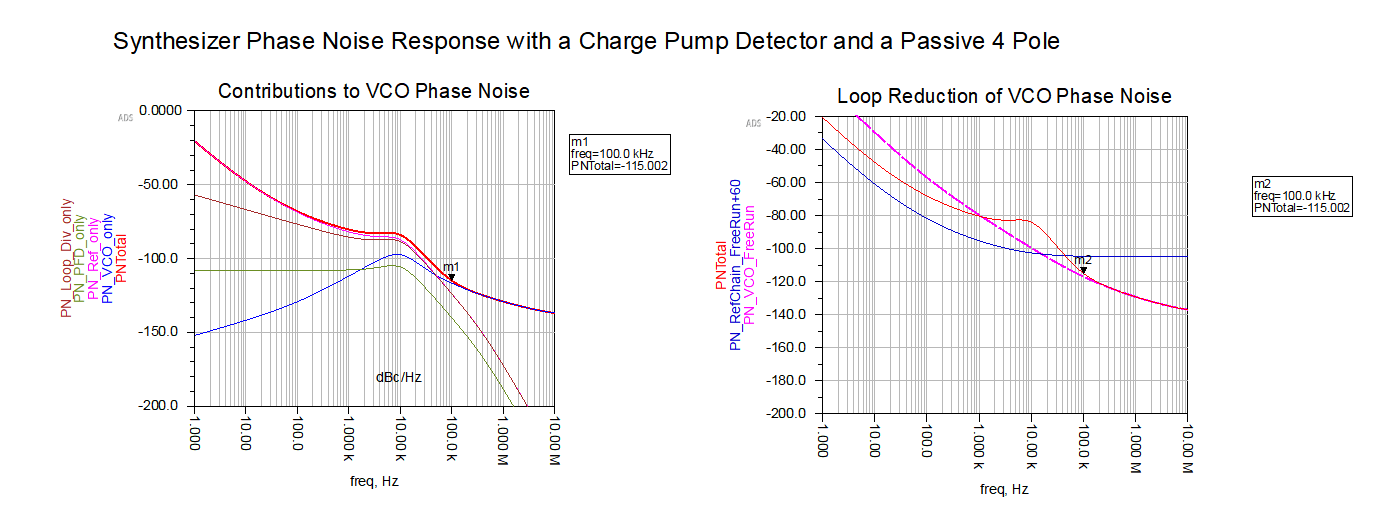 Synthesizer Phase Noise Response with a Charge Pump Detector and a Passive 4 Pole
Contributions to VCO Phase Noise
ADS
0.0000
-50.00
-100.0
-150.0
-200.0
PN_Loop_Div_only
PN_PFD_only
PN_Ref_only
PN_VCO_only
PNTotal
m1
dBc/Hz
1.000
10.00
100.0
1.000 k
10.00 k
100.0 k
1.000 M
10.00 M
freq, Hz
m1
freq=100.0 kHz
PNTotal=-115.002
Loop Reduction of VCO Phase Noise
ADS
-20.00
-40.00
-60.00
-80.00
-100.0
-120.0
-140.0
-160.0
-180.0
-200.0
PNTotal
PN_RefChain_FreeRun+60
PN_VCO_FreeRun
m2
1.000
10.00
100.0
1.000 k
10.00 k
100.0 k
1.000 M
10.00 M
freq, Hz
m2
freq=100.0 kHz
PNTotal=-115.002